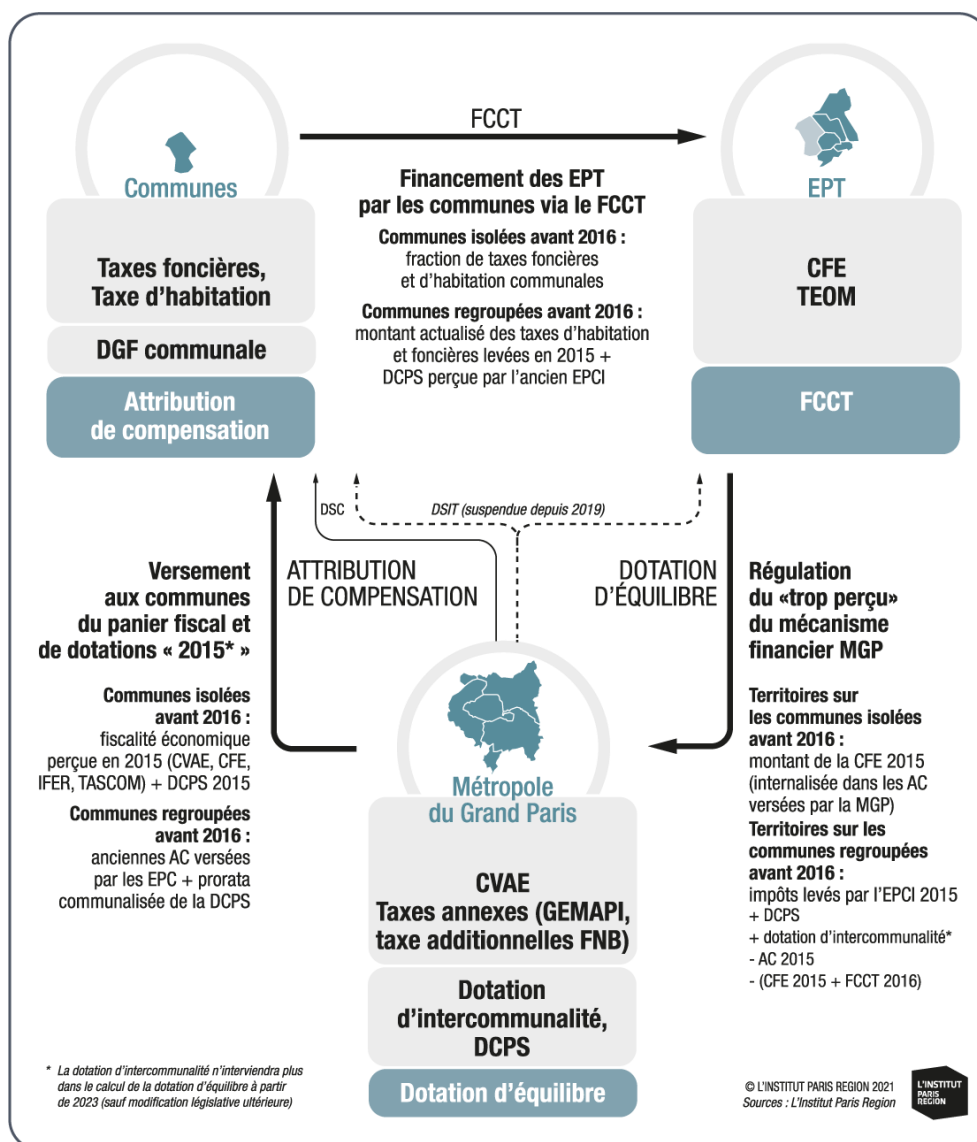 FCCT
Communes
EPT
Taxes foncières,
Taxe d'habitation
DGF communale
Attribution
de compensation
Financement des EPT
par les communes via le FCCT
Communes isolées avant 2016 :
fraction de taxes foncières
et d'habitation communales
Communes regroupées avant 2016 :
montant actualisé des taxes d'habitation
et foncières levées en 2015 +
DCPS perçue par l'ancien EPCI
CFE
TEOM
FCCT
DSC
DSIT (suspendue depuis 2019)
Versement
aux communes
du panier fiscal et
de dotations « 2015* »
Communes isolées
avant 2016 :
fiscalité économique
perçue en 2015 (CVAE, CFE,
IFER, TASCOM) + DCPS 2015
Communes regroupées
avant 2016 :
anciennes AC versées
par les EPC + prorata
communalisée de la DCPS
ATTRIBUTION
DE COMPENSATION
DOTATION
D'ÉQUILIBRE
Régulation
du «trop perçu»
du mécanisme
financier MGP
Territoires sur
les communes isolées
avant 2016 :
montant de la CFE 2015
(internalisée dans les AC
versées par la MGP)
Territoires sur les
communes regroupées
avant 2016 :
impôts levés par l'EPCI 2015
+ DCPS
+ dotation d'intercommunalité*
- AC 2015
- (CFE 2015 + FCCT 2016)
Métropole
du Grand Paris
CVAE
Taxes annexes (GEMAPI,
taxe additionnelles FNB)
Dotation
d'intercommunalité,
DCPS
Dotation d'équilibre
* La dotation d'intercommunalité n'interviendra plus
dans le calcul de la dotation d'équilibre à partir
de 2023 (sauf modification législative ultérieure)
© L'INSTITUT PARIS REGION 2021
Sources : L'Institut Paris Region
L'INSTITUT
PARIS
REGION